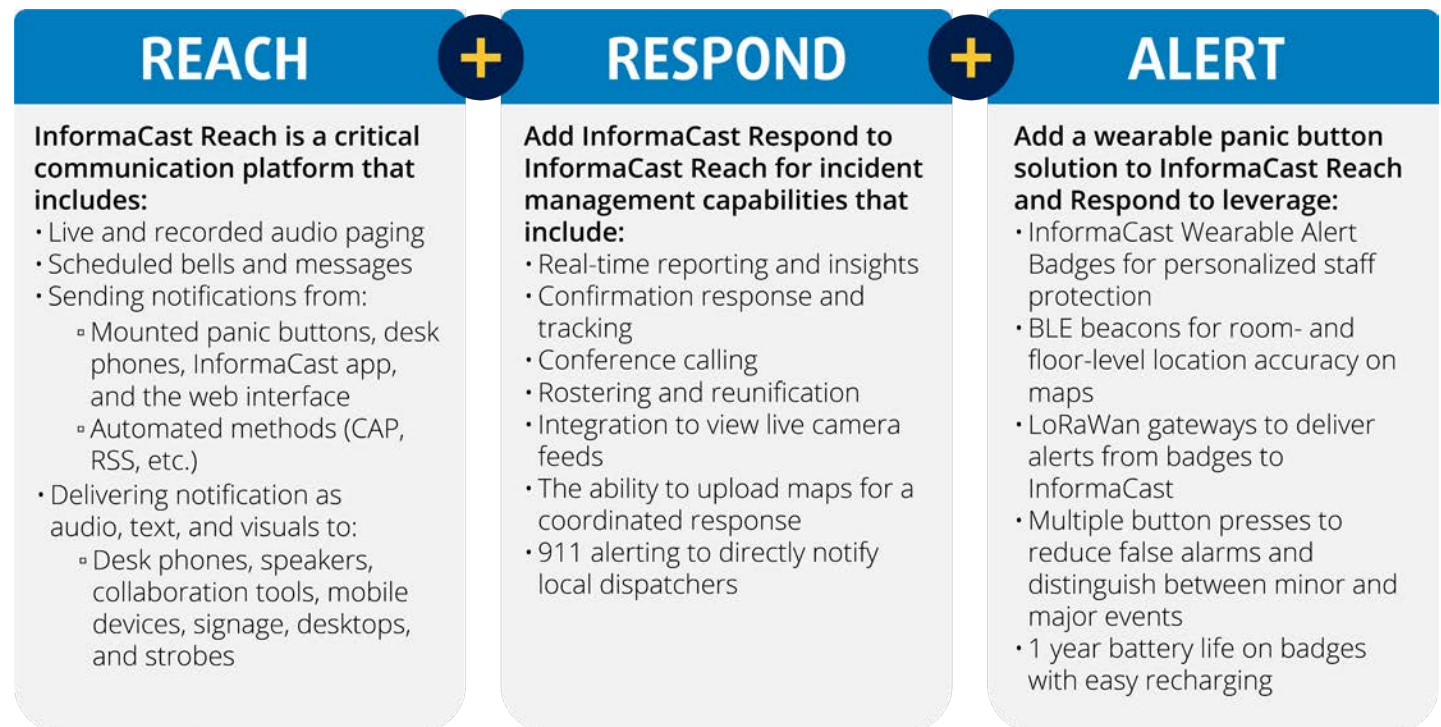 REACH
+
RESPOND
+
ALERT
InformaCast Reach is a critical
communication platform that
includes:
· Live and recorded audio paging
· Scheduled bells and messages
· Sending notifications from:
▫ Mounted panic buttons, desk
phones, InformaCast app,
and the web interface
▫ Automated methods (CAP,
RSS, etc.)
· Delivering notification as
audio, text, and visuals to:
▫ Desk phones, speakers,
collaboration tools, mobile
devices, signage, desktops,
and strobes
Add InformaCast Respond to
InformaCast Reach for incident
management capabilities that
include:
· Real-time reporting and insights
· Confirmation response and
tracking
· Conference calling
· Rostering and reunification
· Integration to view live camera
feeds
· The ability to upload maps for a
coordinated response
· 911 alerting to directly notify
local dispatchers
Add a wearable panic button
solution to InformaCast Reach
and Respond to leverage:
· InformaCast Wearable Alert
Badges for personalized staff
protection
· BLE beacons for room- and
floor-level location accuracy on
maps
· LoRaWan gateways to deliver
alerts from badges to
InformaCast
· Multiple button presses to
reduce false alarms and
distinguish between minor and
major events
· 1 year battery life on badges
with easy recharging